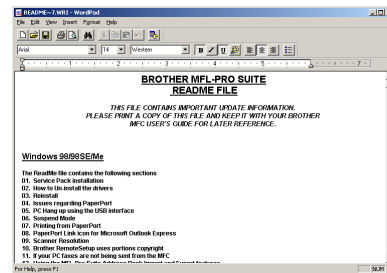 README~7.WRI - WordPad
File Edit View Insert Format Help
Arial 14 Western
BROTHER MFL-PRO SUITE
README FILE
THIS FILE CONTAINS IMPORTANT UPDATE INFORMATION.
PLEASE PRINT A COPY OF THIS FILE AND KEEP IT WITH YOUR BROTHER
MFC USER'S GUIDE FOR LATER REFERENCE.
Windows 98/98SE/Me
The ReadMe file contains the following sections
01. Service Pack installation
02. How to Un-install the drivers
03. Reinstall
04. Issues regarding PaperPort
05. PC Hang up using the USB interface
06. Suspend Mode
07. Printing from PaperPort
08. PaperPort Link icon for Microsoft Outlook Express
09. Scanner Resolution
10. Brother RemoteSetup uses portions copyright
11. If your PC faxes are not being sent from the MFC
For Help, press F1
NUM